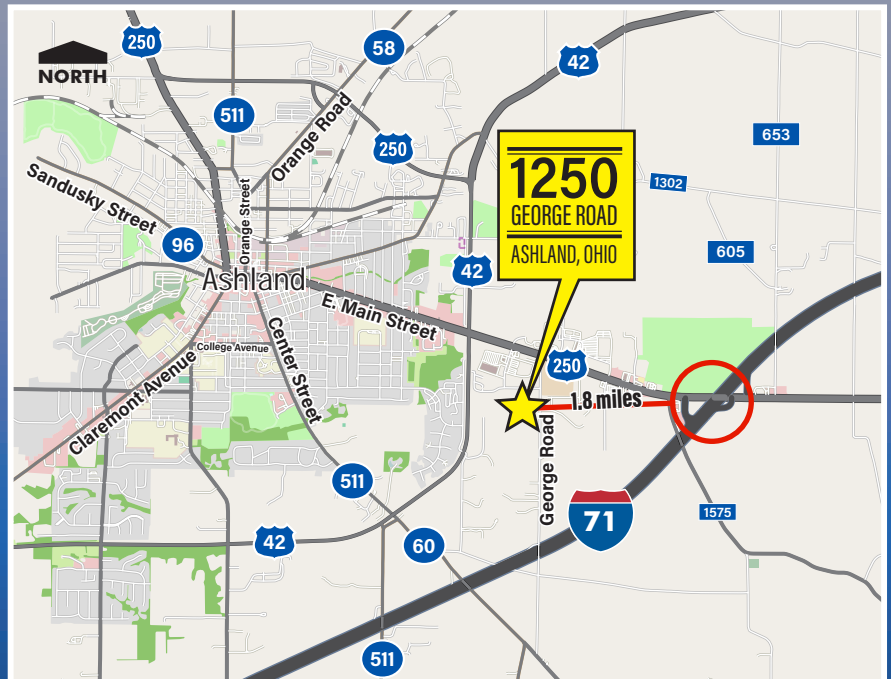 NORTH
250
58
42
511
Orange Road
250
653
1250
GEORGE ROAD
ASHLAND, OHIO
1302
Sandusky Street
Orange Street
96
605
42
Ashland
E. Main Street
College Avenue
Center Street
250
Claremont Avenue
1.8 miles
George Road
511
71
1575
42
60
511